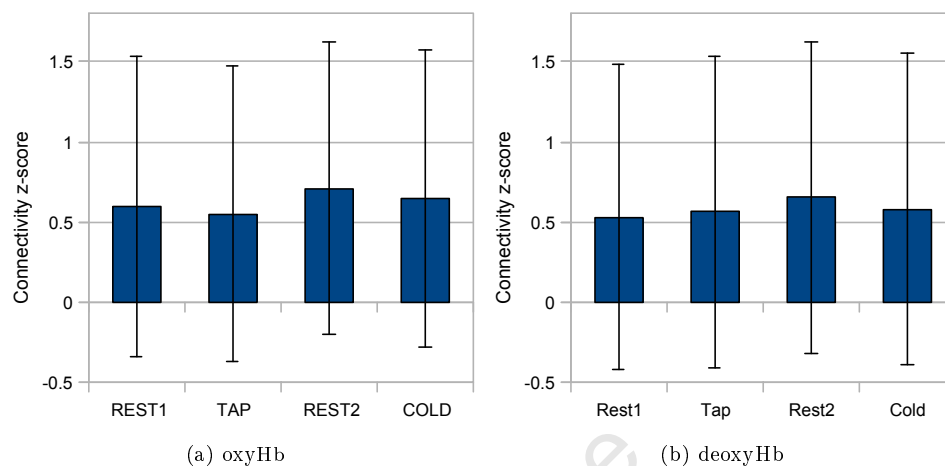 Connectivity z-score
1.5
1
0.5
0
-0.5
REST1 TAP REST2 COLD
(a) oxyHb
Connectivity z-score
1.5
1
0.5
0
-0.5
Rest1 Tap Rest2 Cold
(b) deoxyHb
e